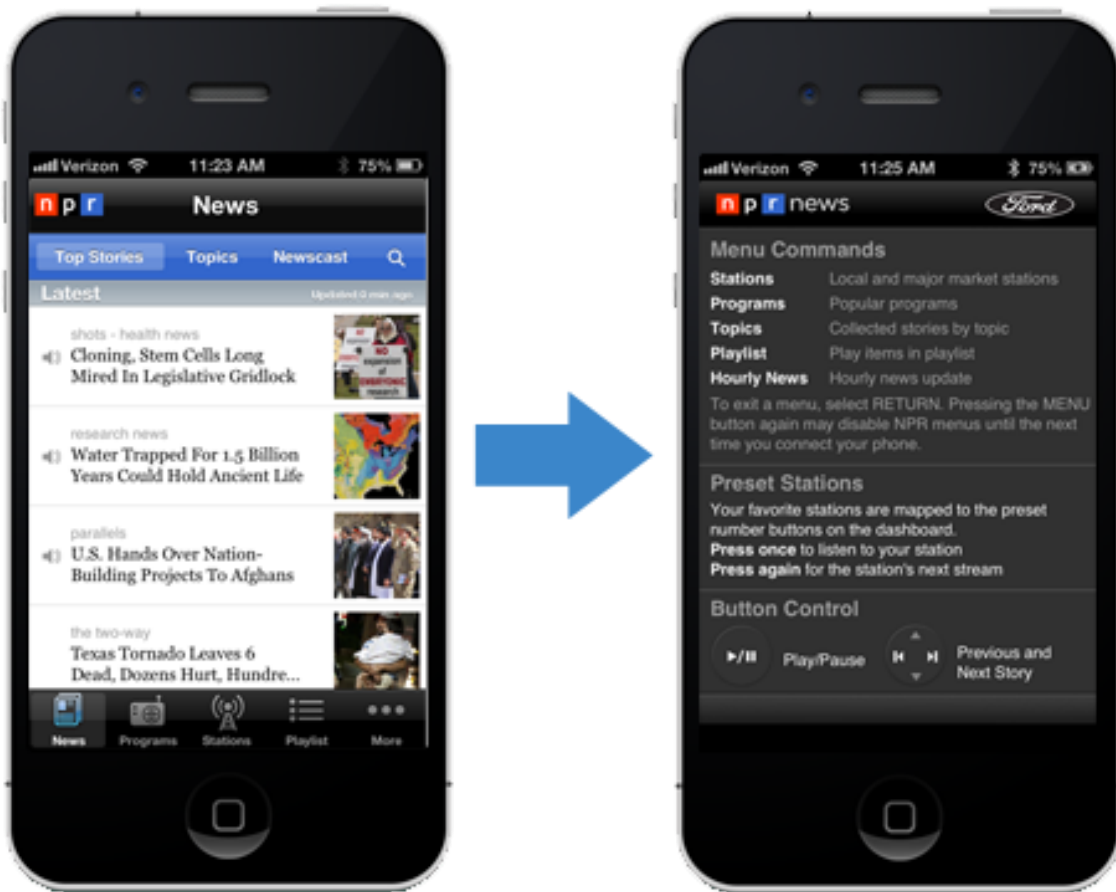 Verizon 11:23 AM 75%
npr News
Top Stories Topics Newscast
Latest Updated 0 min ago
shots - health news
Cloning, Stem Cells Long
Mired In Legislative Gridlock
NO
expansion
of
EMBRYONIC
research
research news
Water Trapped For 1.5 Billion
Years Could Hold Ancient Life
parallels
U.S. Hands Over Nation-
Building Projects To Afghans
the two-way
Texas Tornado Leaves 6
Dead, Dozens Hurt, Hundre...
News Programs Stations Playlist More
Verizon 11:25 AM 75%
npr news Ford
Menu Commands
Stations Local and major market stations
Programs Popular programs
Topics Collected stories by topic
Playlist Play items in playlist
Hourly News Hourly news update
To exit a menu, select RETURN. Pressing the MENU
button again may disable NPR menus until the next
time you connect your phone.
Preset Stations
Your favorite stations are mapped to the preset
number buttons on the dashboard.
Press once to listen to your station
Press again for the station's next stream
Button Control
Play/Pause
Previous and
Next Story